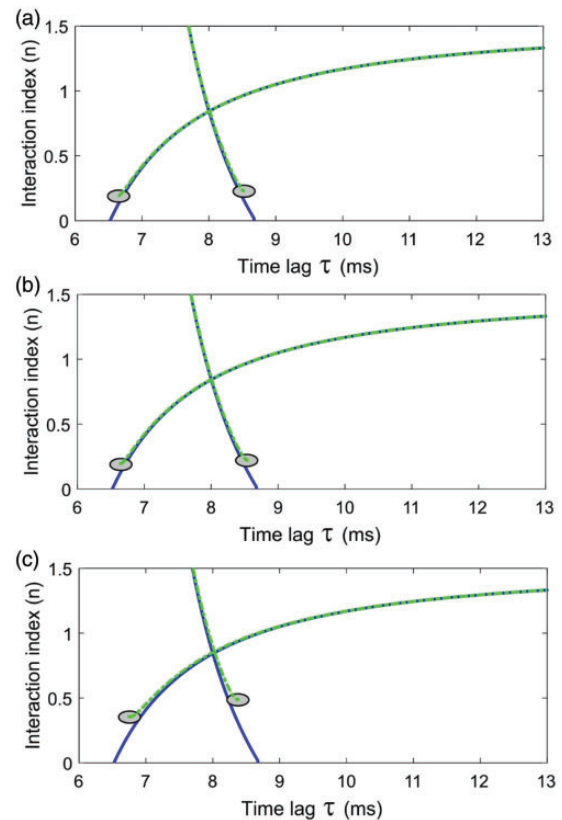 (a)
1.5
1
0.5
0
Interaction index (n)
6 7 8 9 10 11 12 13
Time lag τ (ms)
(b)
1.5
1
0.5
0
Interaction index (n)
6 7 8 9 10 11 12 13
Time lag τ (ms)
(c)
1.5
1
0.5
0
Interaction index (n)
6 7 8 9 10 11 12 13
Time lag τ (ms)